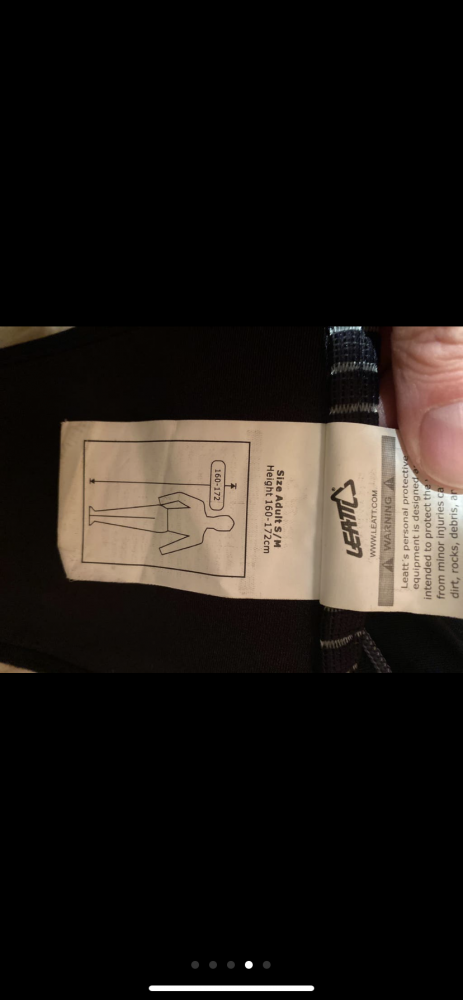 Size Adult S/M
Height 160-172cm
160-172
LEATT
WWW.LEATT.COM
WARNING
Leatt's personal protective
equipment is designed
intended to protect the
from minor injuries
dirt, rocks, debris,